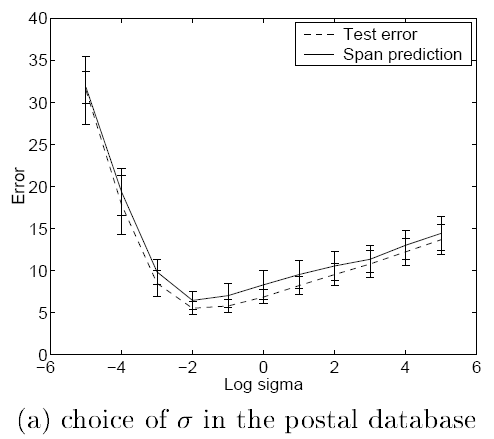 40
35
30
25
20
15
10
5
0
Error
Test error
Span prediction
−6 −4 −2 0 2 4 6
Log sigma
(a) choice of σ in the postal database